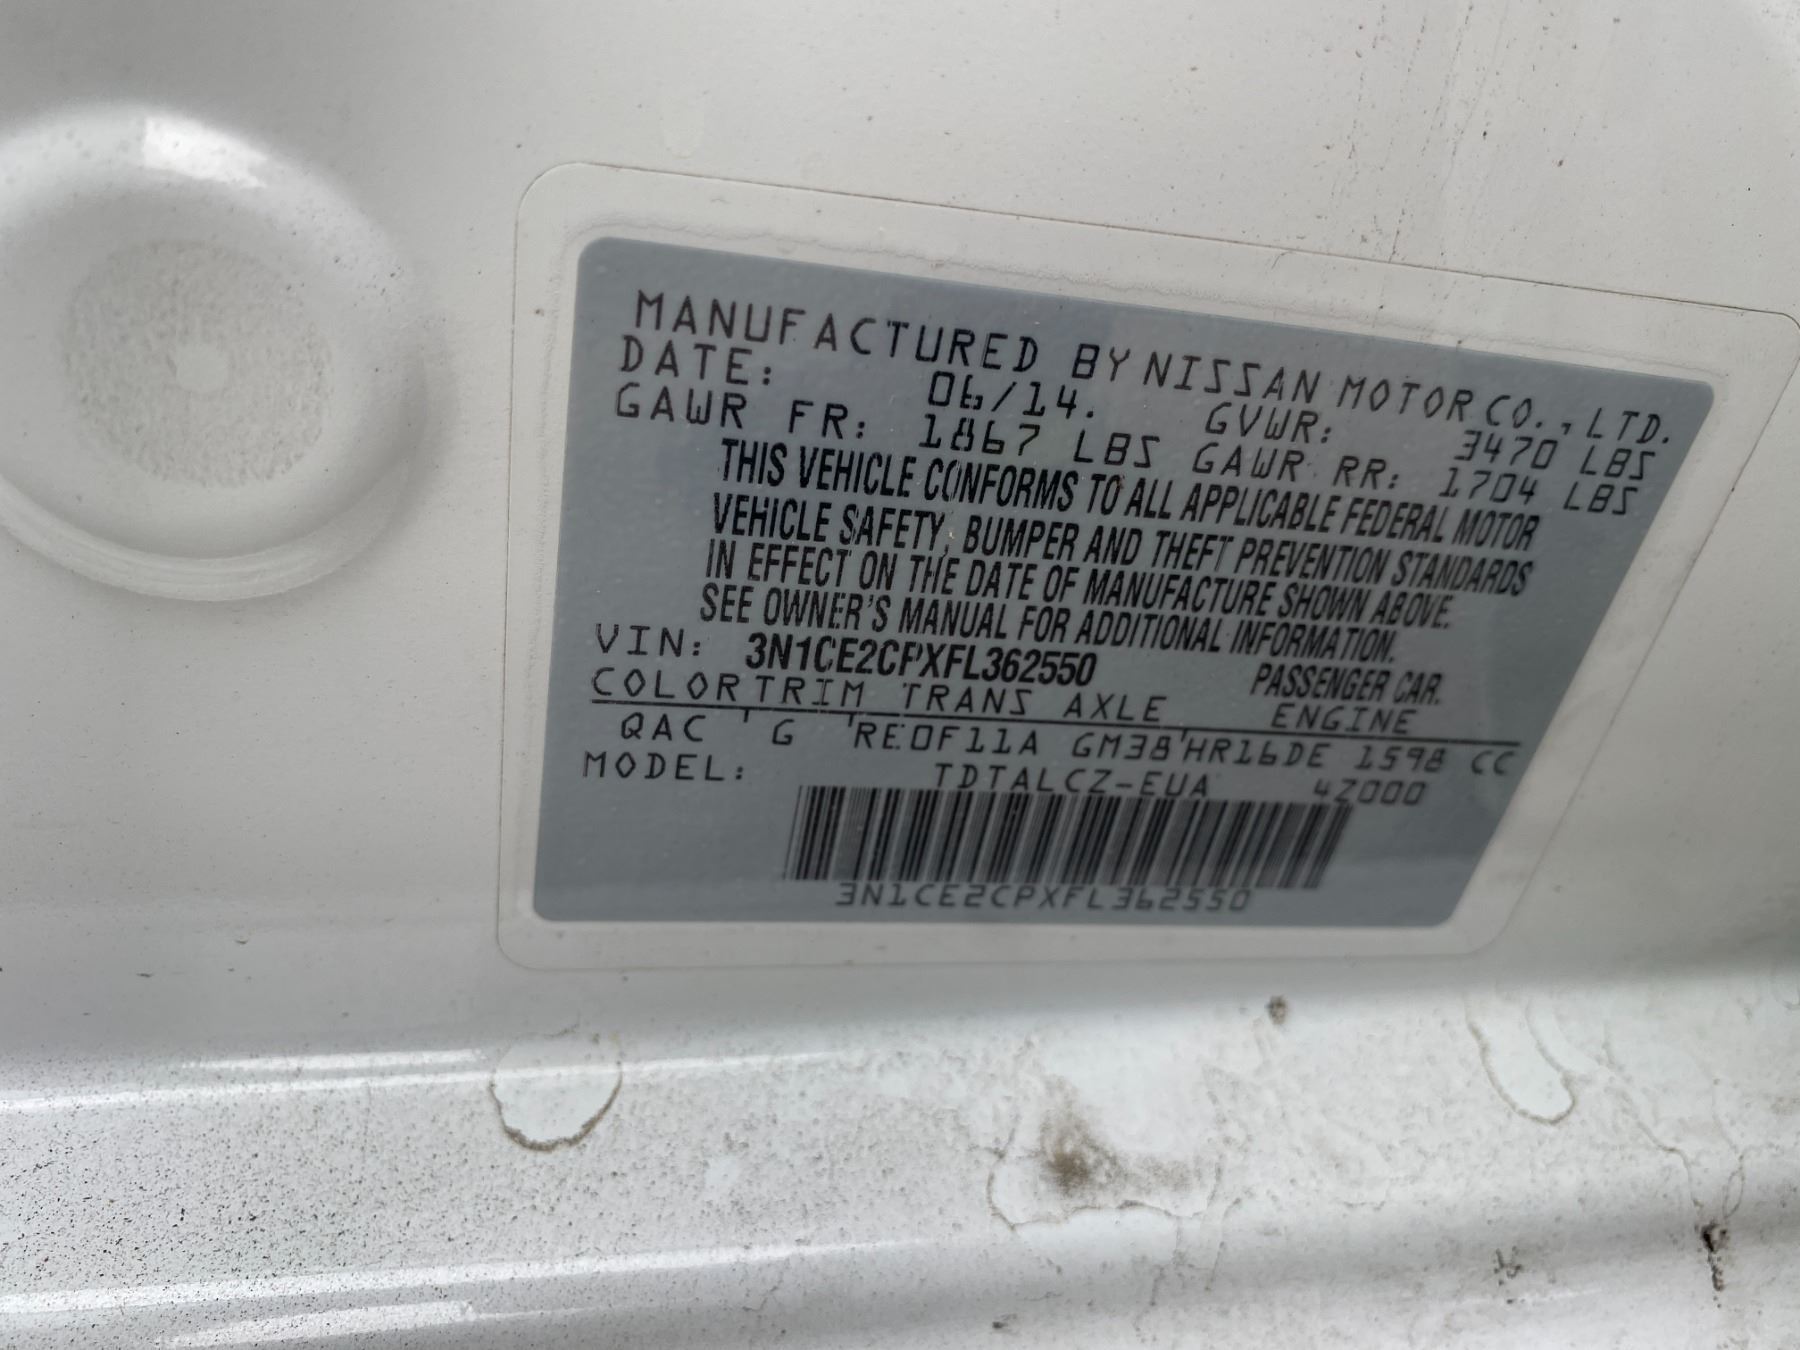 MANUFACTURED BY NISSAN MOTOR CO., LTD.
DATE: 06/14. GVWR: 3470 LBS
GAWR FR: 1867 LBS GAWR RR: 1704 LBS
THIS VEHICLE CONFORMS TO ALL APPLICABLE FEDERAL MOTOR
VEHICLE SAFETY, BUMPER AND THEFT PREVENTION STANDARDS
IN EFFECT ON THE DATE OF MANUFACTURE SHOWN ABOVE.
SEE OWNER'S MANUAL FOR ADDITIONAL INFORMATION.
VIN: 3N1CE2CPXFL362550 PASSENGER CAR.
COLOR TRIM TRANS AXLE ENGINE
QAC G RE0F11A GM38 HR16DE 1598 CC
MODEL: TDTALCZ-EUA 4Z000
3N1CE2CPXFL362550